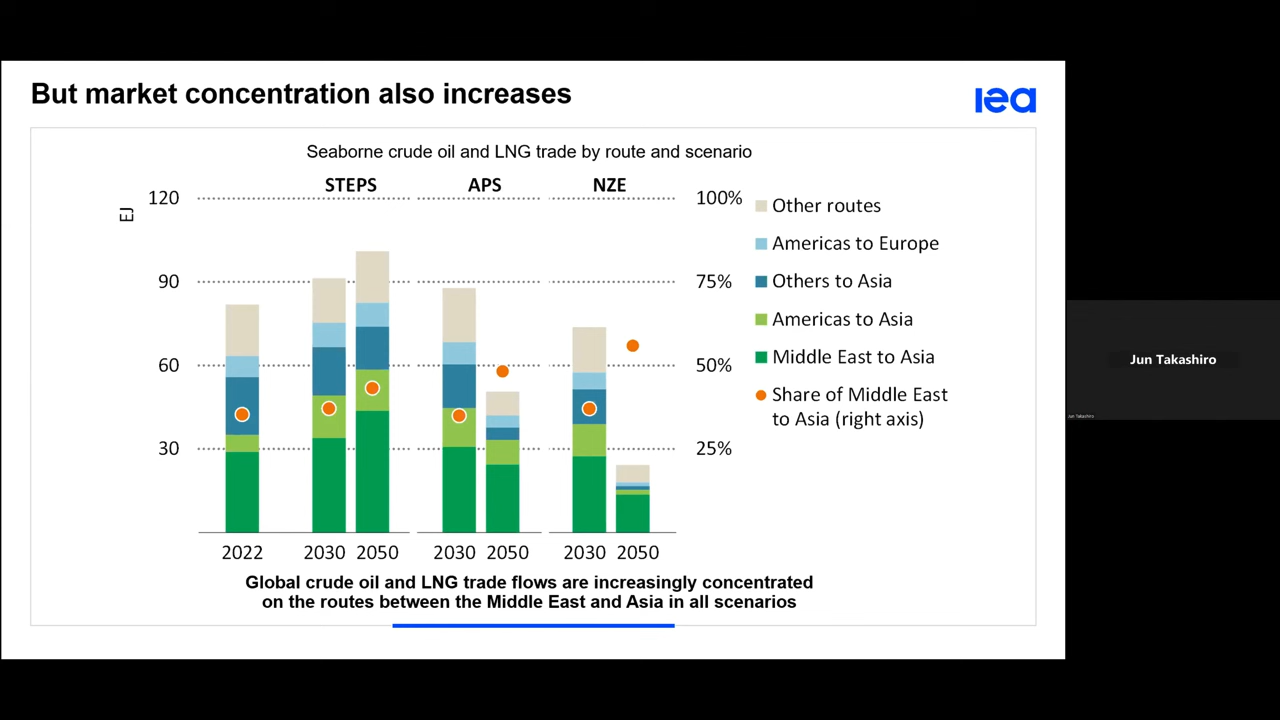 But market concentration also increases
iea
Seaborne crude oil and LNG trade by route and scenario
STEPS APS NZE
EJ
120
90
60
30
100%
75%
50%
25%
Other routes
Americas to Europe
Others to Asia
Americas to Asia
Middle East to Asia
Share of Middle East
to Asia (right axis)
2022 2030 2050 2030 2050 2030 2050
Global crude oil and LNG trade flows are increasingly concentrated
on the routes between the Middle East and Asia in all scenarios
Jun Takashiro
Jun Takashiro